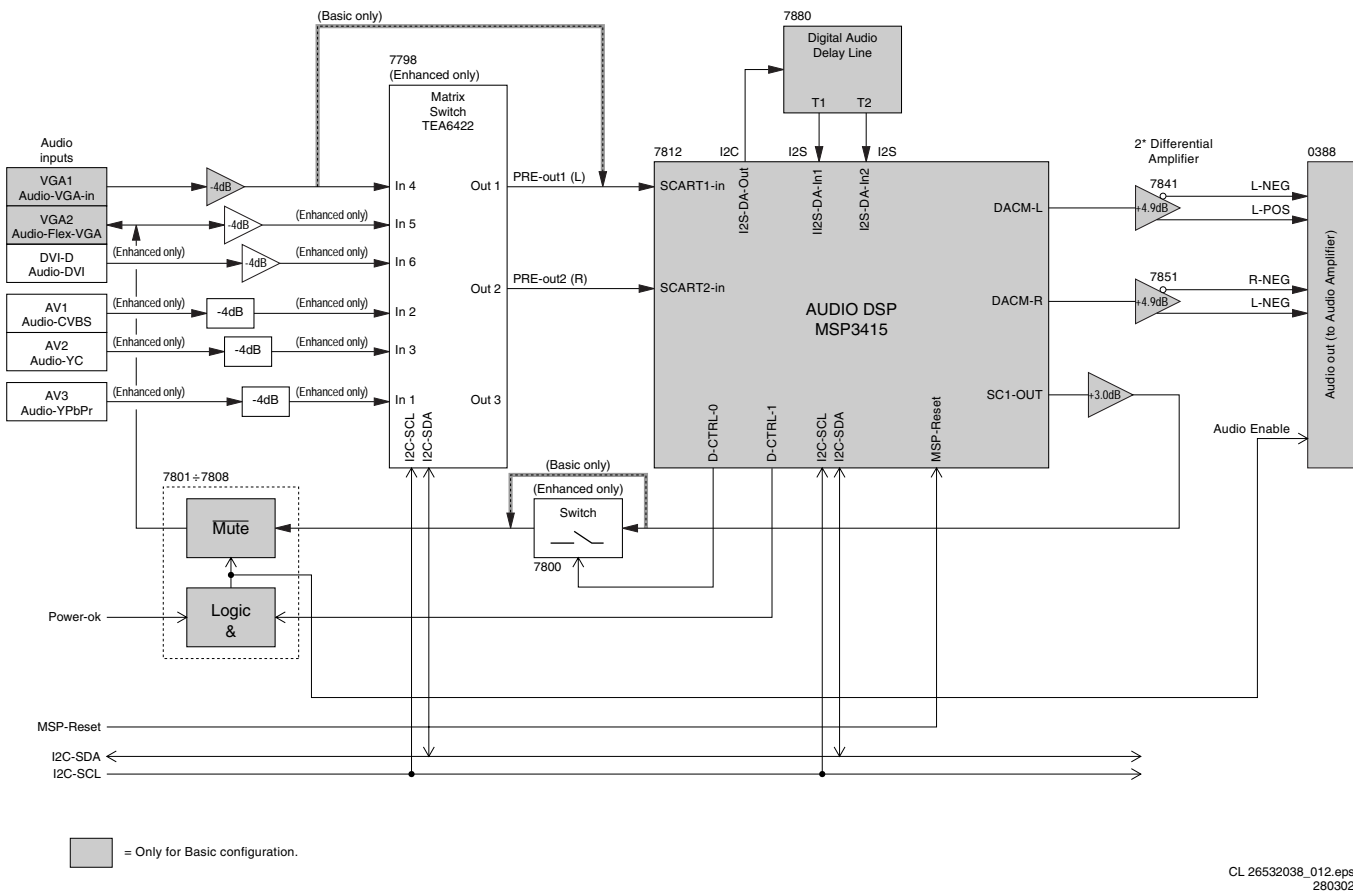 (Basic only)
7880
Digital Audio
Delay Line
T1
T2
7798
(Enhanced only)
Matrix
Switch
TEA6422
Audio
inputs
VGA1
Audio-VGA-in
VGA2
Audio-Flex-VGA
DVI-D
Audio-DVI
AV1
Audio-CVBS
AV2
Audio-YC
AV3
Audio-YPbPr
-4dB
-4dB
(Enhanced only)
(Enhanced only)
-4dB
(Enhanced only)
(Enhanced only)
-4dB
(Enhanced only)
(Enhanced only)
-4dB
(Enhanced only)
(Enhanced only)
-4dB
(Enhanced only)
In 4
In 5
In 6
In 2
In 3
In 1
Out 1
Out 2
Out 3
I2C-SCL
I2C-SDA
PRE-out1 (L)
PRE-out2 (R)
7812
I2C
I2S
I2S
SCART1-in
SCART2-in
I2S-DA-Out
II2S-DA-In1
I2S-DA-In2
AUDIO DSP
MSP3415
DACM-L
DACM-R
SC1-OUT
D-CTRL-0
D-CTRL-1
I2C-SCL
I2C-SDA
MSP-Reset
2* Differential
Amplifier
7841
+4.9dB
L-NEG
L-POS
7851
+4.9dB
R-NEG
L-NEG
+3.0dB
0388
Audio out (to Audio Amplifier)
Audio Enable
(Basic only)
(Enhanced only)
Switch
7800
7801÷7808
Mute
Logic
&
Power-ok
MSP-Reset
I2C-SDA
I2C-SCL
= Only for Basic configuration.
CL 26532038_012.eps
280302